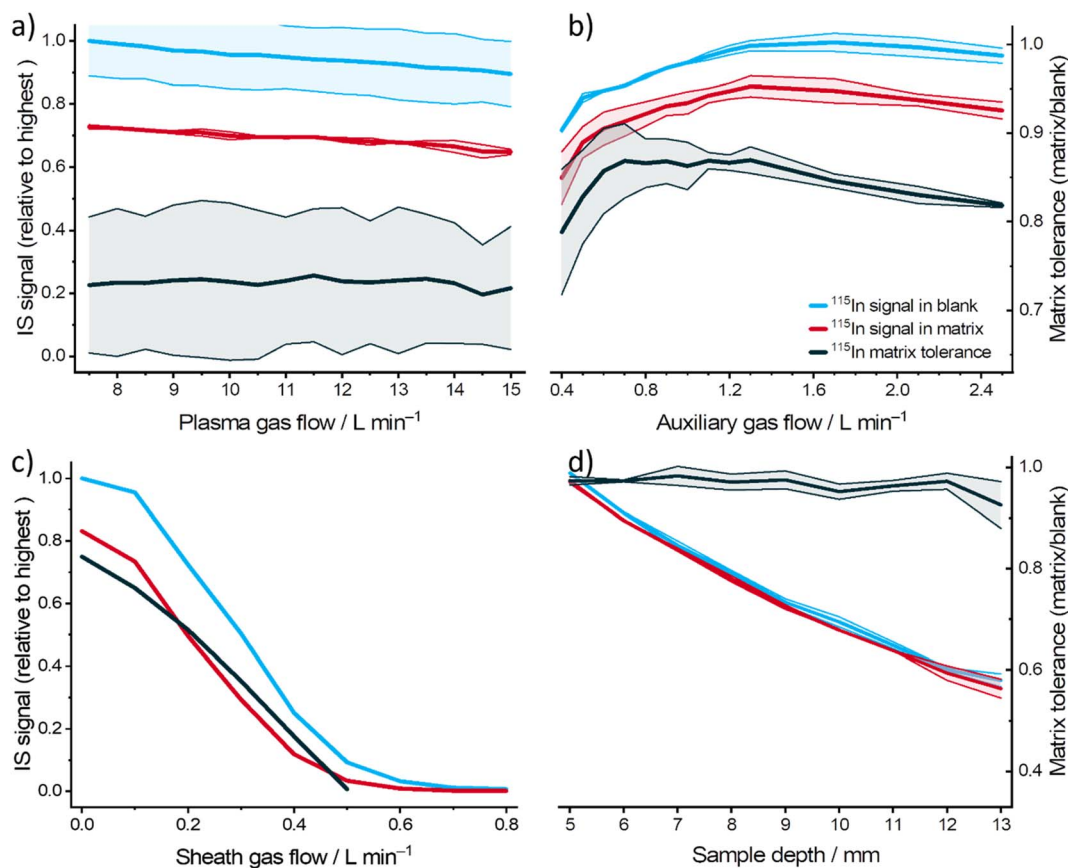 a)
IS signal (relative to highest)
1.0
0.8
0.6
0.4
0.2
0.0
8 9 10 11 12 13 14 15
Plasma gas flow / L min⁻¹
b)
1.0
0.9
0.8
0.7
Matrix tolerance (matrix/blank)
¹¹⁵In signal in blank
¹¹⁵In signal in matrix
¹¹⁵In matrix tolerance
0.4 0.8 1.2 1.6 2.0 2.4
Auxiliary gas flow / L min⁻¹
c)
IS signal (relative to highest)
1.0
0.8
0.6
0.4
0.2
0.0
0.0 0.2 0.4 0.6 0.8
Sheath gas flow / L min⁻¹
d)
1.0
0.8
0.6
0.4
Matrix tolerance (matrix/blank)
5 6 7 8 9 10 11 12 13
Sample depth / mm